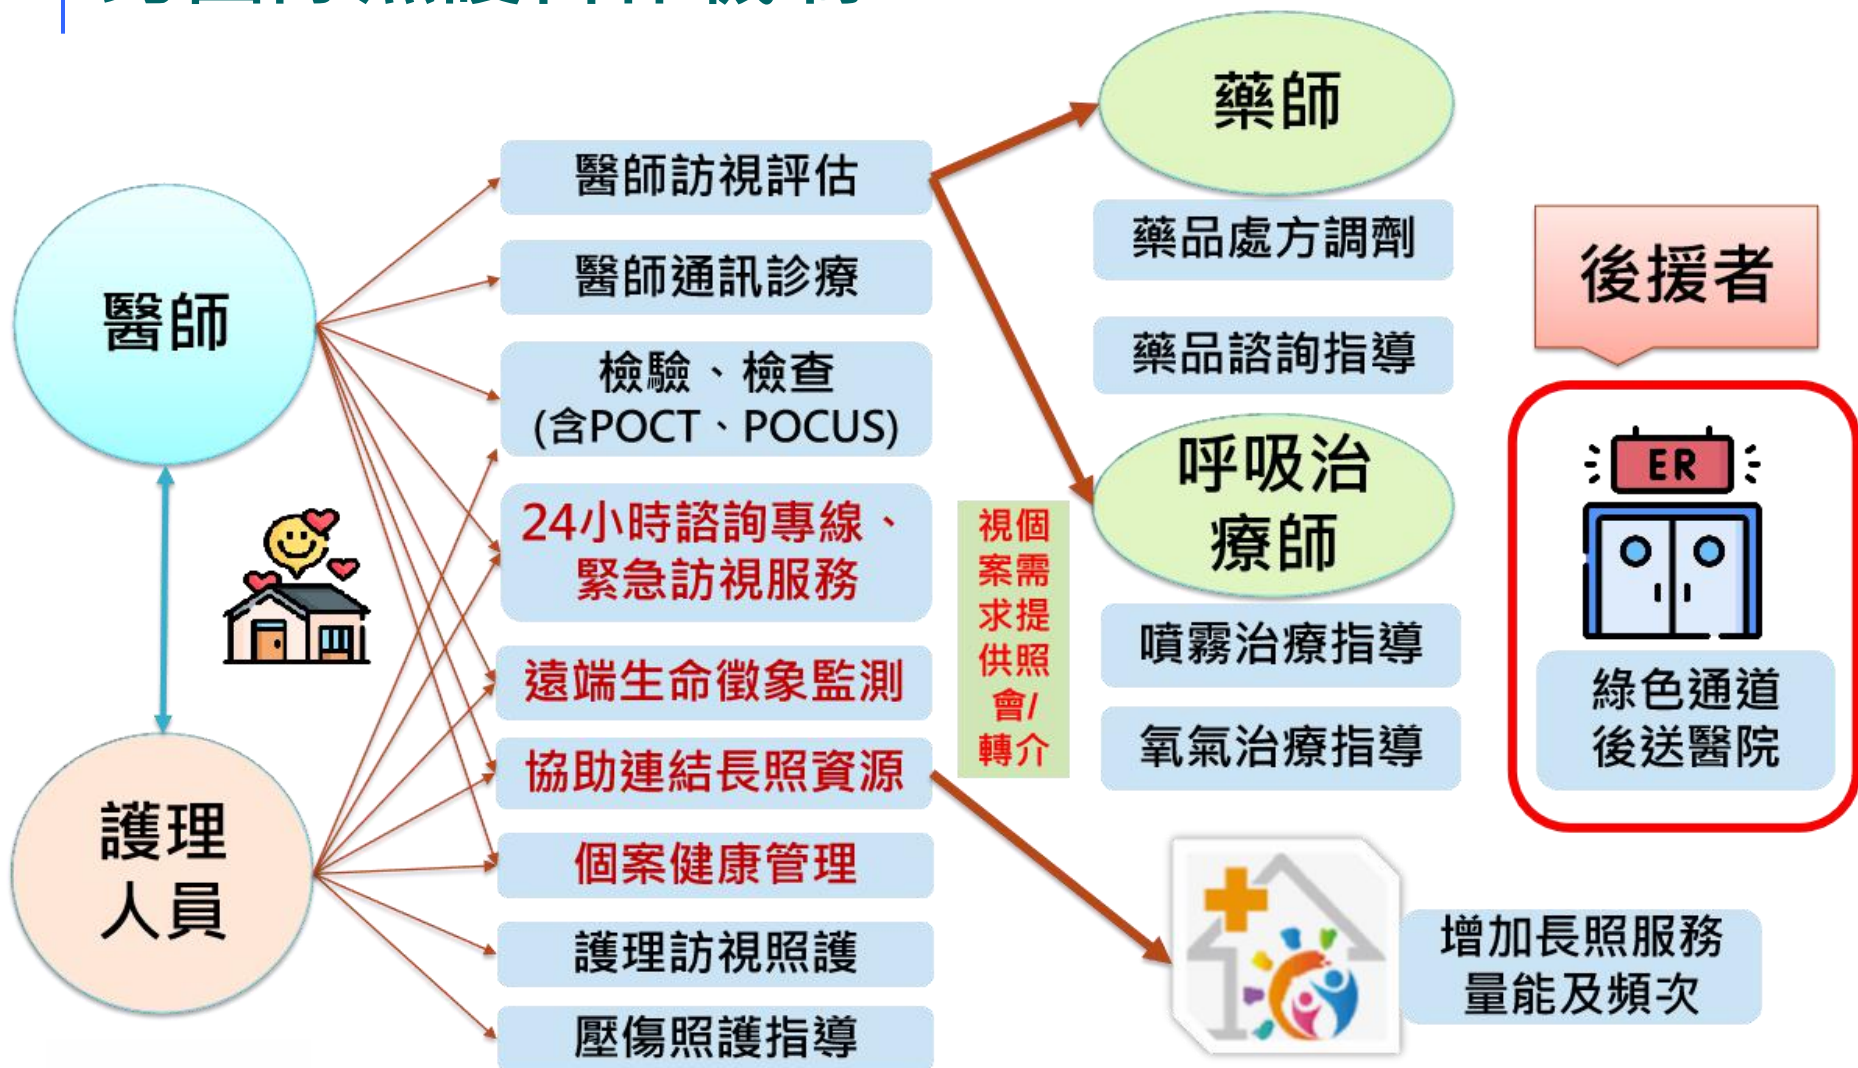 醫師
護理
人員
醫師訪視評估
醫師通訊診療
檢�、檢查
(含POCT、POCUS)
24小時諮詢專線、
緊急訪視服務
遠端生命徵象監測
協助連結長照資源
個案健康管理
護理訪視照護
壓傷照護指導
視個
案需
求提
供照
會/
轉介
藥師
藥品處方調劑
藥品諮詢指導
呼吸治
療師
噴霧治療指導
氧氣治療指導
增加長照服務
量能及頻次
後援者
ER
綠色通道
後送醫院